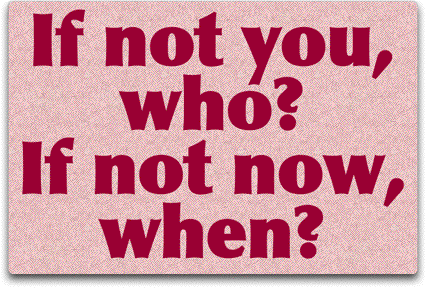 If not you,
who?
If not now,
when?